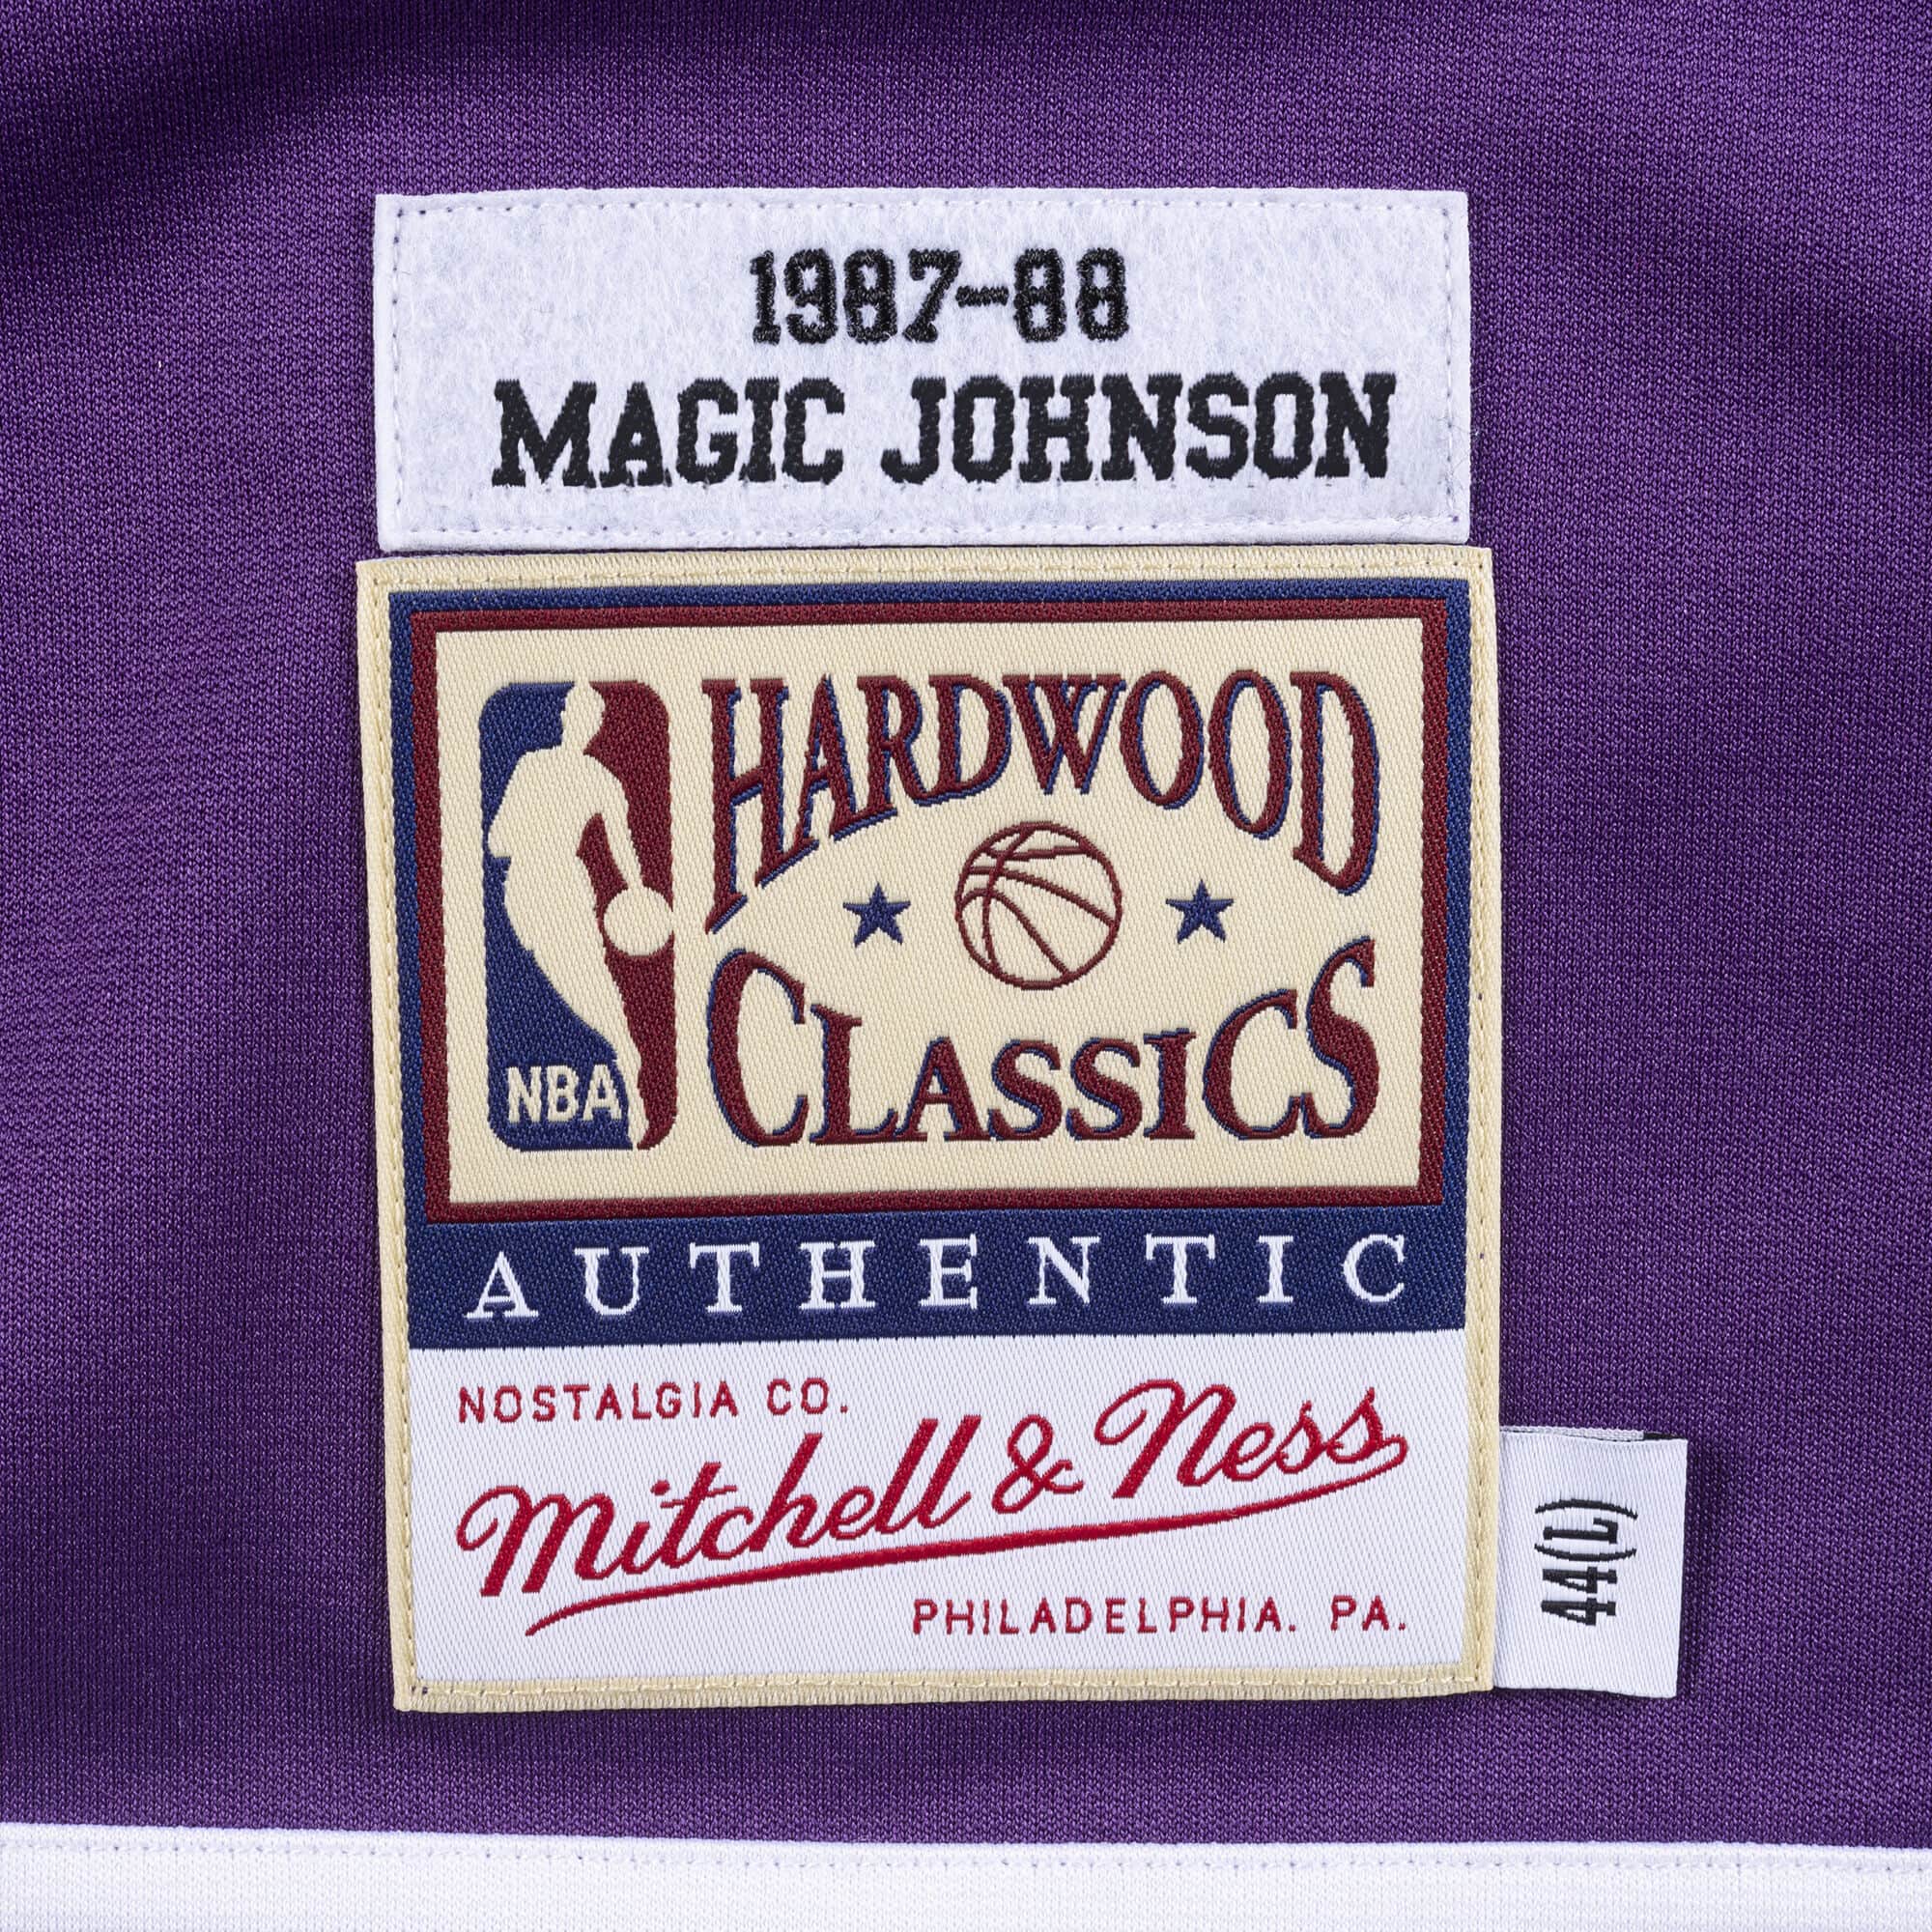 1987-88
MAGIC JOHNSON
HARDWOOD
CLASSICS
NBA
AUTHENTIC
NOSTALGIA CO.
Mitchell & Ness
PHILADELPHIA. PA.
44(L)